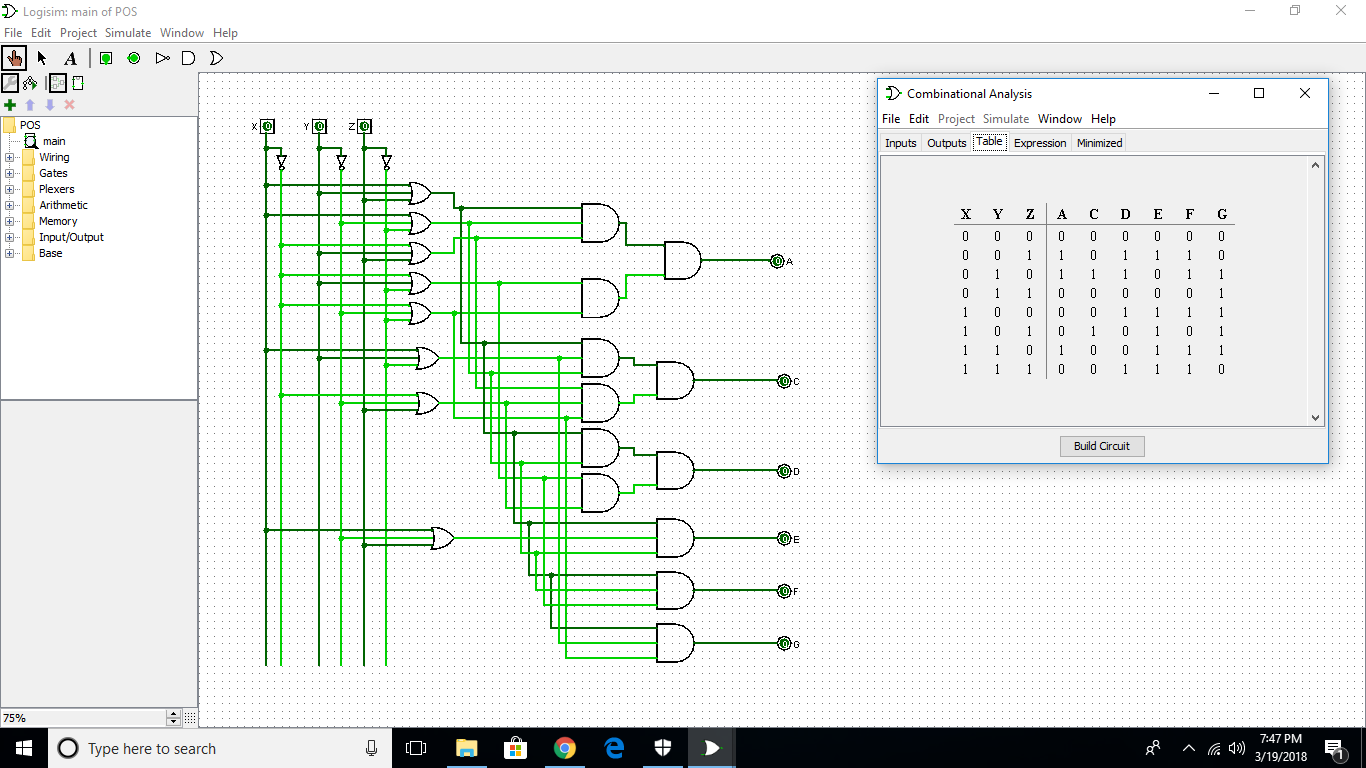 Logisim: main of POS
File Edit Project Simulate Window Help
A
POS
main
Wiring
Gates
Plexers
Arithmetic
Memory
Input/Output
Base
75%
X 0 Y 0 Z 0
0 A
0 C
0 D
0 E
0 F
0 G
Combinational Analysis
File Edit Project Simulate Window Help
Inputs Outputs Table Expression Minimized
X Y Z A C D E F G
0 0 0 0 0 0 0 0 0
0 0 1 1 0 1 1 1 0
0 1 0 1 1 1 0 1 1
0 1 1 0 0 0 0 0 1
1 0 0 0 0 1 1 1 1
1 0 1 0 1 0 1 0 1
1 1 0 1 0 0 1 1 1
1 1 1 0 0 1 1 1 0
Build Circuit
Type here to search
7:47 PM
3/19/2018
1